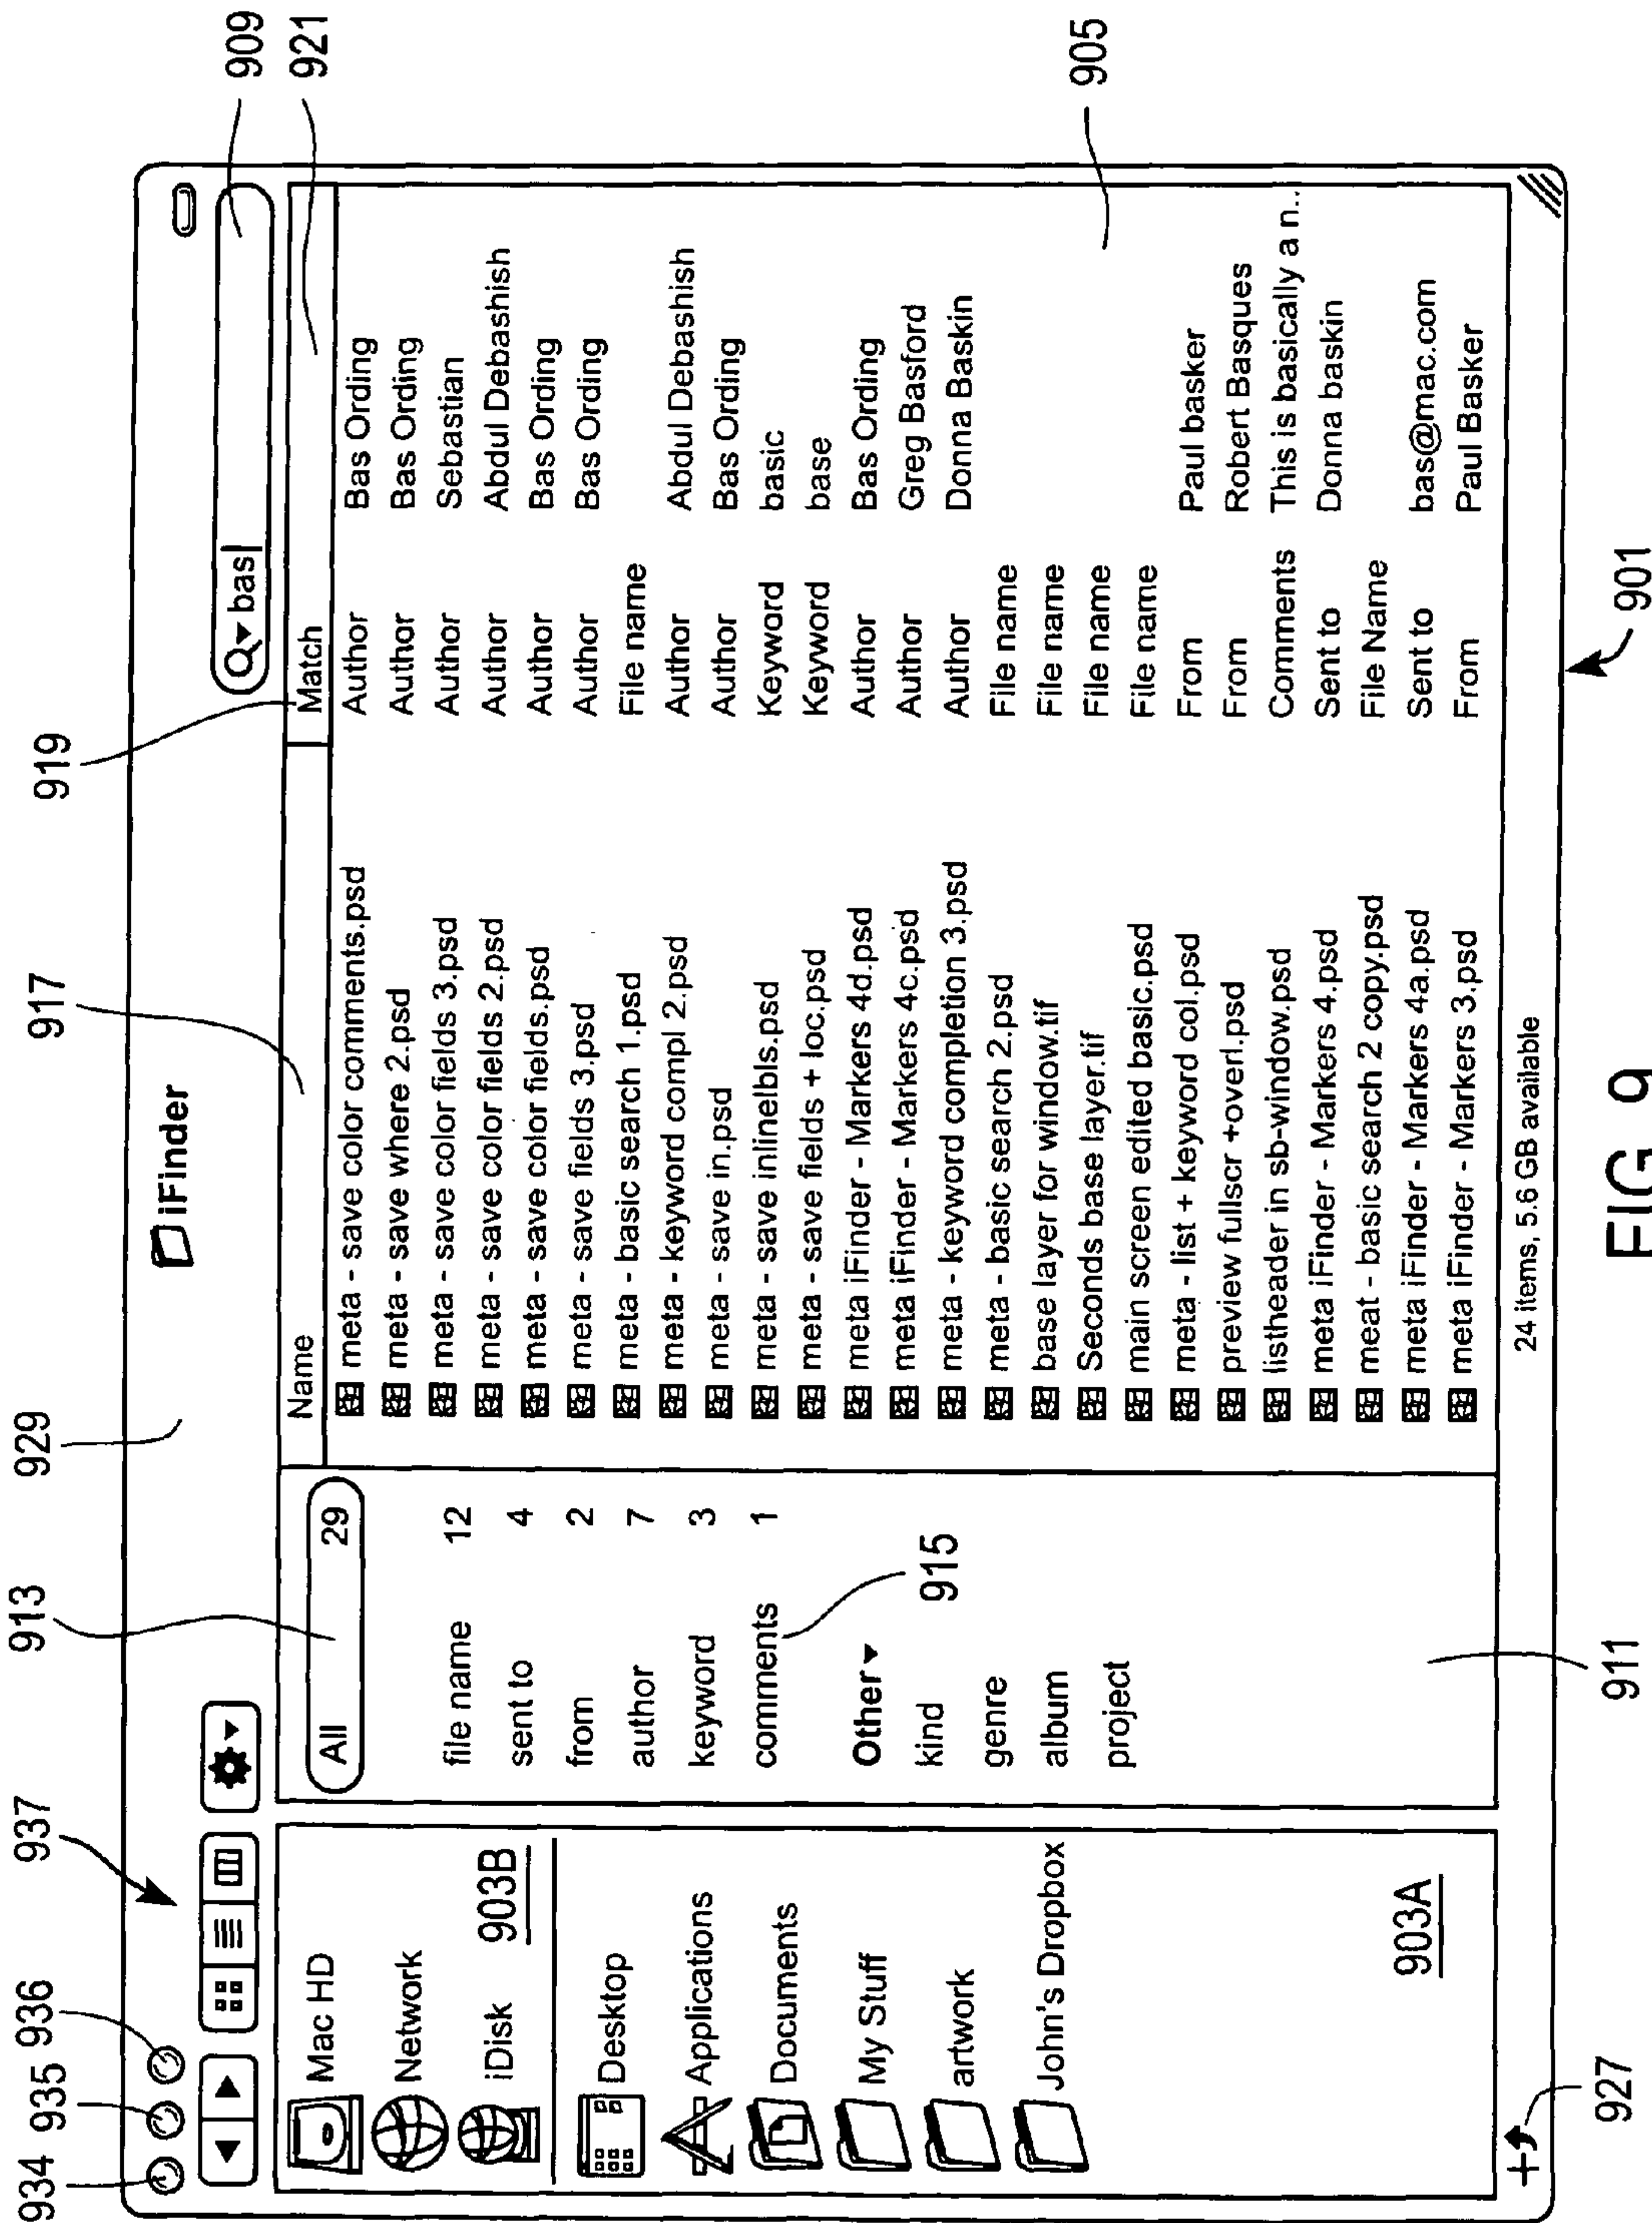 929
917
919
909
921
913
937
936
935
934
iFinder
bas
Mac HD
Network
iDisk
903B
Desktop
Applications
Documents
My Stuff
artwork
John's Dropbox
903A
All 29
file name 12
sent to 4
from 2
author 7
keyword 3
comments 1
915
Other
kind
genre
album
project
911
Name Match
meta - save color comments.psd Author Bas Ording
meta - save where 2.psd Author Bas Ording
meta - save color fields 3.psd Author Sebastian
meta - save color fields 2.psd Author Abdul Debashish
meta - save color fields.psd Author Bas Ording
meta - save fields 3.psd Author Bas Ording
meta - basic search 1.psd File name
meta - keyword compl 2.psd Author Abdul Debashish
meta - save in.psd Author Bas Ording
meta - save inlinelbls.psd Keyword basic
meta - save fields + loc.psd Keyword base
meta iFinder - Markers 4d.psd Author Bas Ording
meta iFinder - Markers 4c.psd Author Greg Basford
meta - keyword completion 3.psd Author Donna Baskin
meta - basic search 2.psd File name
base layer for window.tif File name
Seconds base layer.tif File name
main screen edited basic.psd File name
meta - list + keyword col.psd From Paul basker
preview fullscr +overl.psd From Robert Basques
listheader in sb-window.psd Comments This is basically a n..
meta iFinder - Markers 4.psd Sent to Donna baskin
meat - basic search 2 copy.psd File Name
meta iFinder - Markers 4a.psd Sent to bas@mac.com
meta iFinder - Markers 3.psd From Paul Basker
905
24 items, 5.6 GB available
927
901
FIG. 9